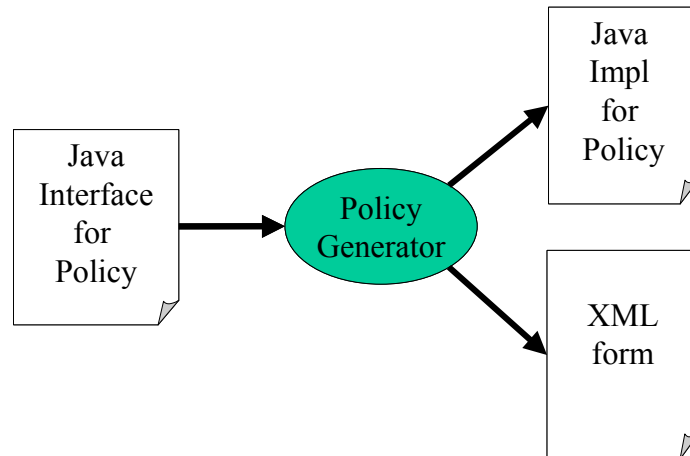 Java
Interface
for
Policy
Policy
Generator
Java
Impl
for
Policy
XML
form